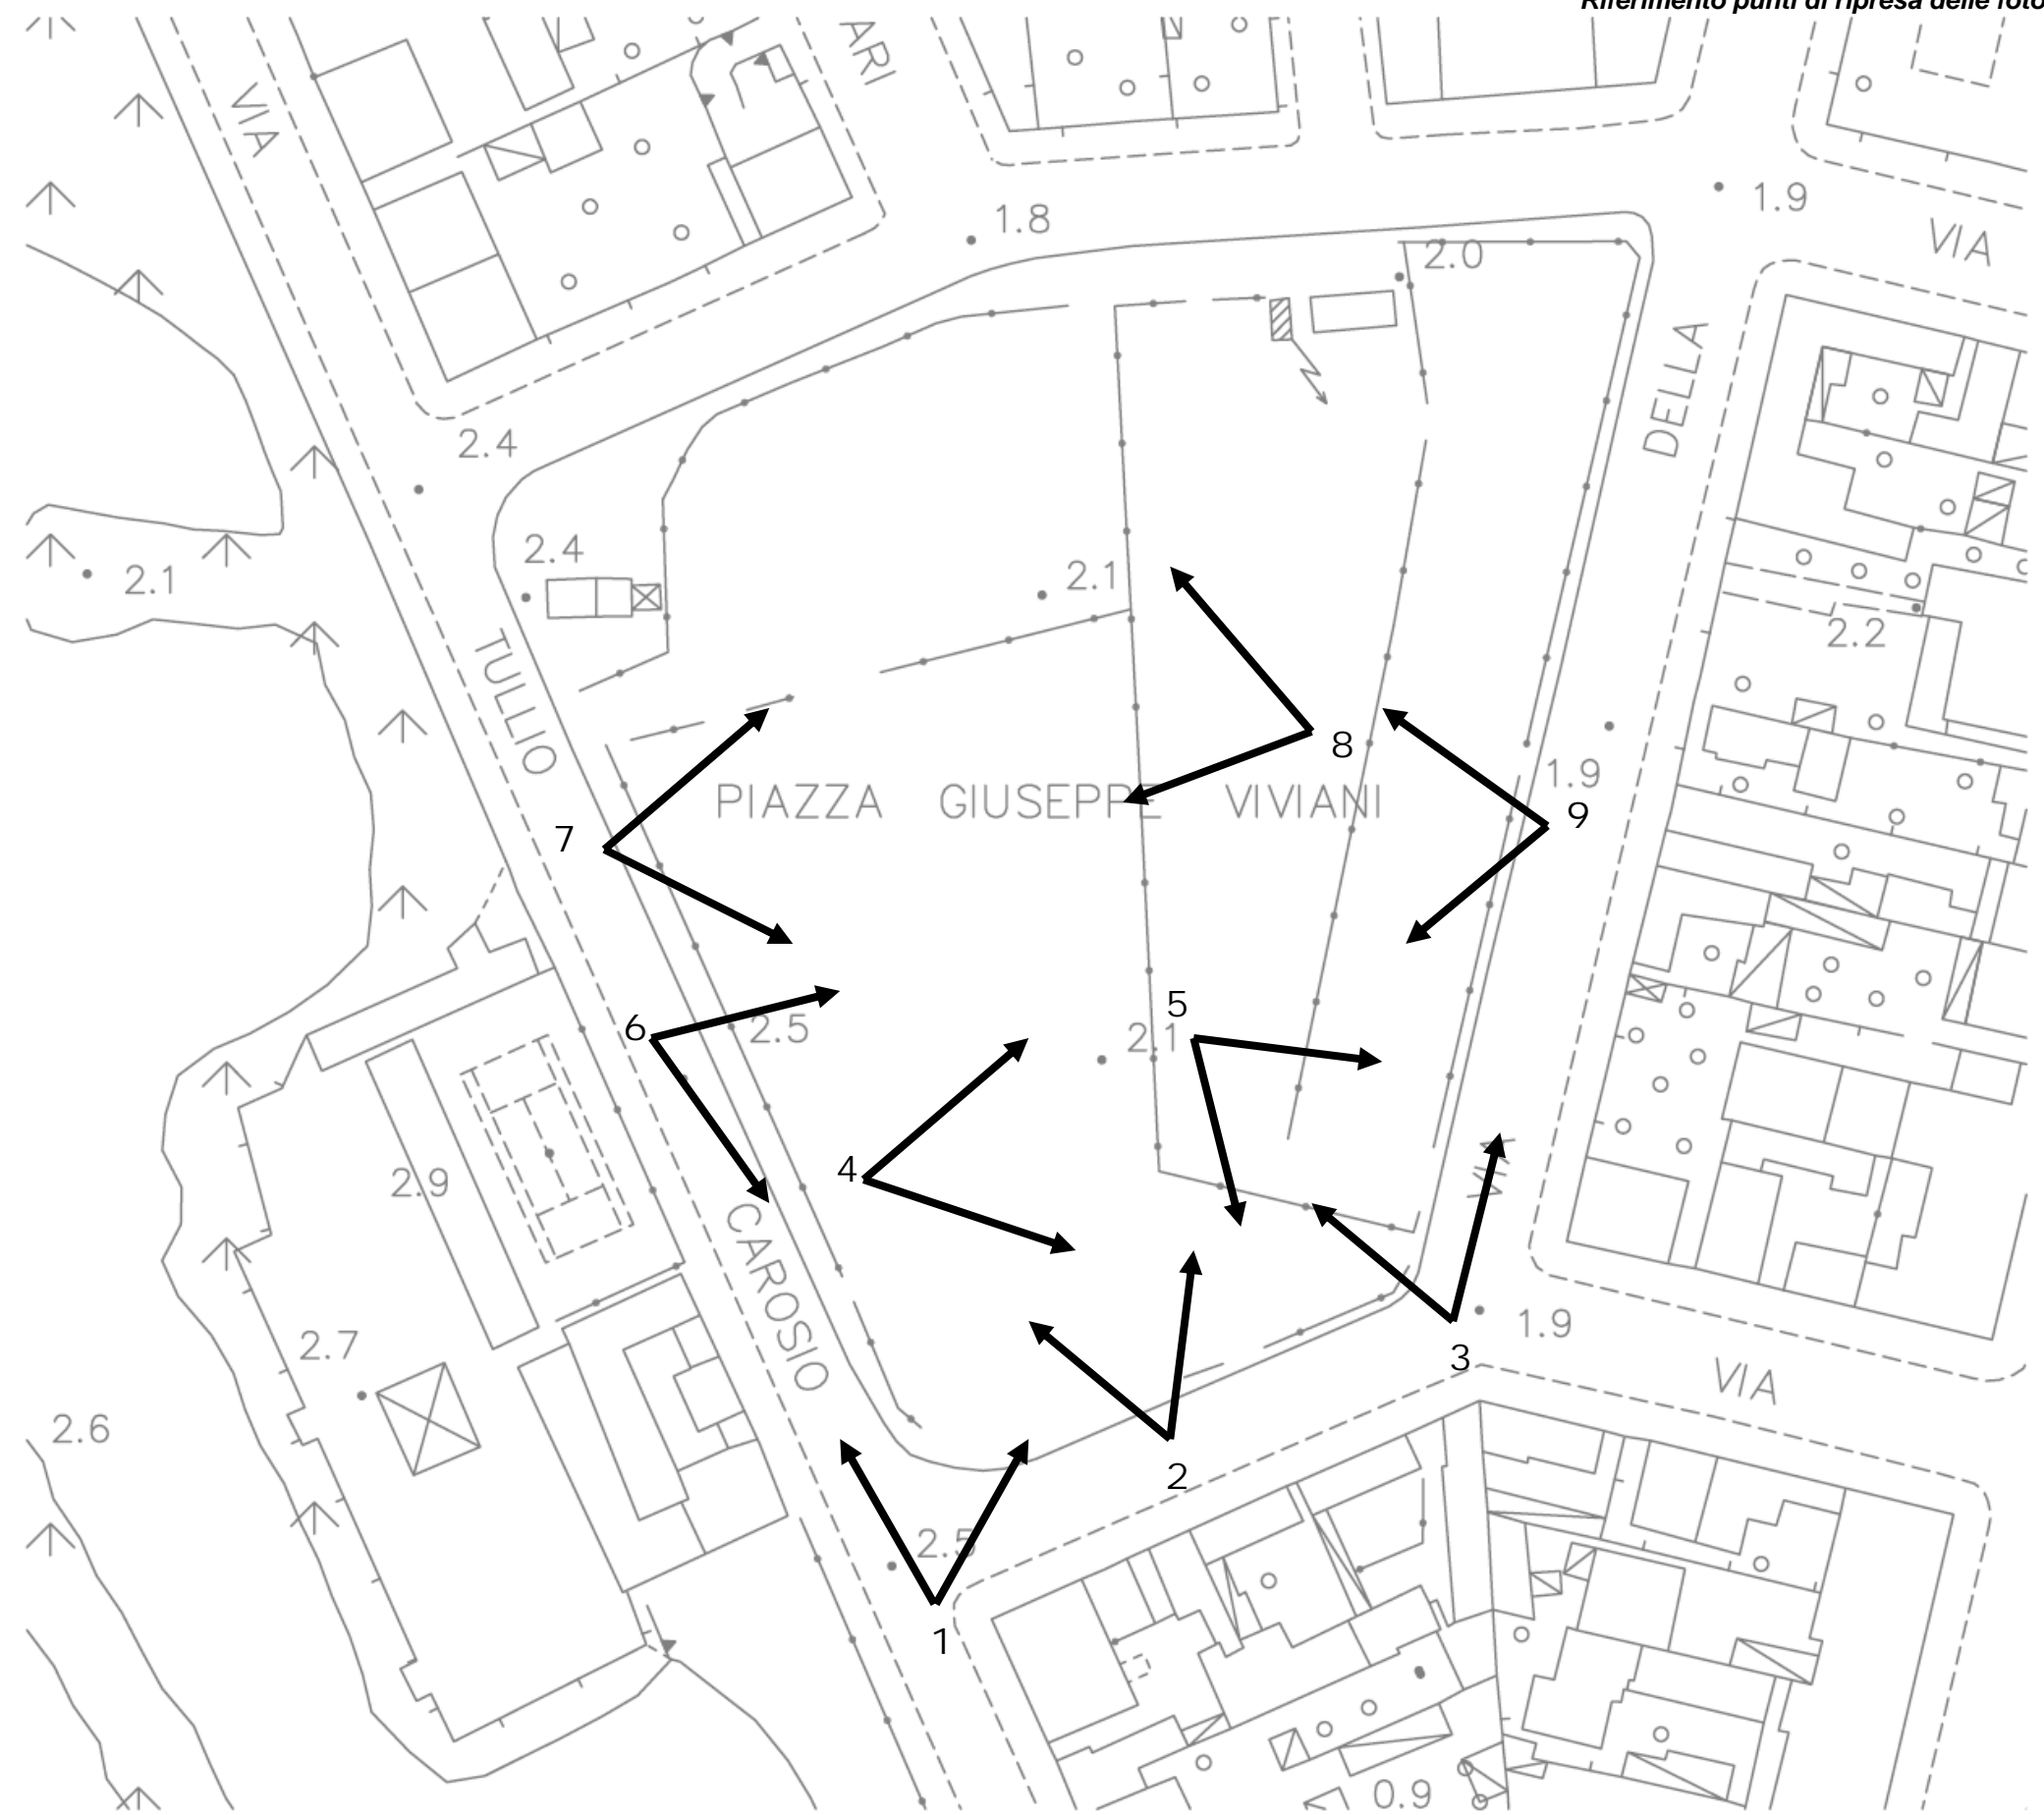 Riferimento punti di ripresa delle foto
VIA
ARI
1.8
1.9
VIA
2.0
DELLA
2.4
2.4
2.1
2.1
2.2
TULLIO
8
1.9
PIAZZA GIUSEPPE VIVIANI
9
7
5
6
2.5
2.1
4
2.9
VIA
CAROSIO
1.9
2.7
3
VIA
2.6
2
2.5
1
0.9